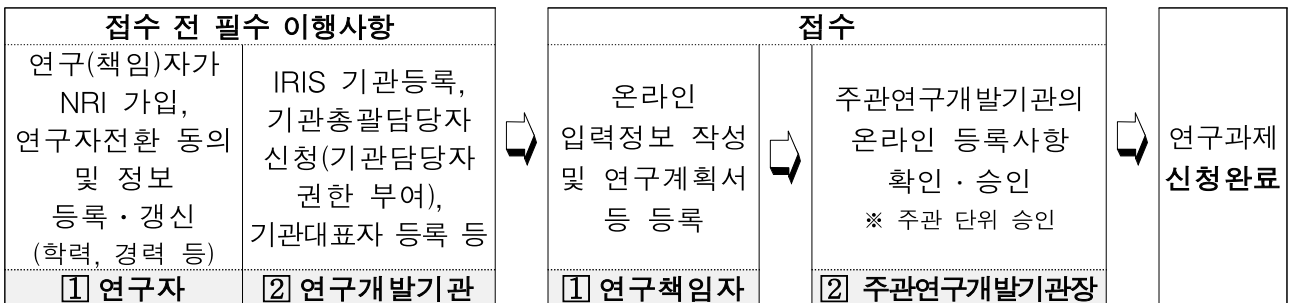 접수 전 필수 이행사항
연구(책임)자가
NRI 가입,
연구자전환 동의
및 정보
등록·갱신
(학력, 경력 등)
1 연구자
IRIS 기관등록,
기관총괄담당자
신청(기관담당자
권한 부여),
기관대표자 등록 등
2 연구개발기관
접수
온라인
입력정보 작성
및 연구계획서
등 등록
1 연구책임자
주관연구개발기관의
온라인 등록사항
확인·승인
※ 주관 단위 승인
2 주관연구개발기관장
연구과제
신청완료